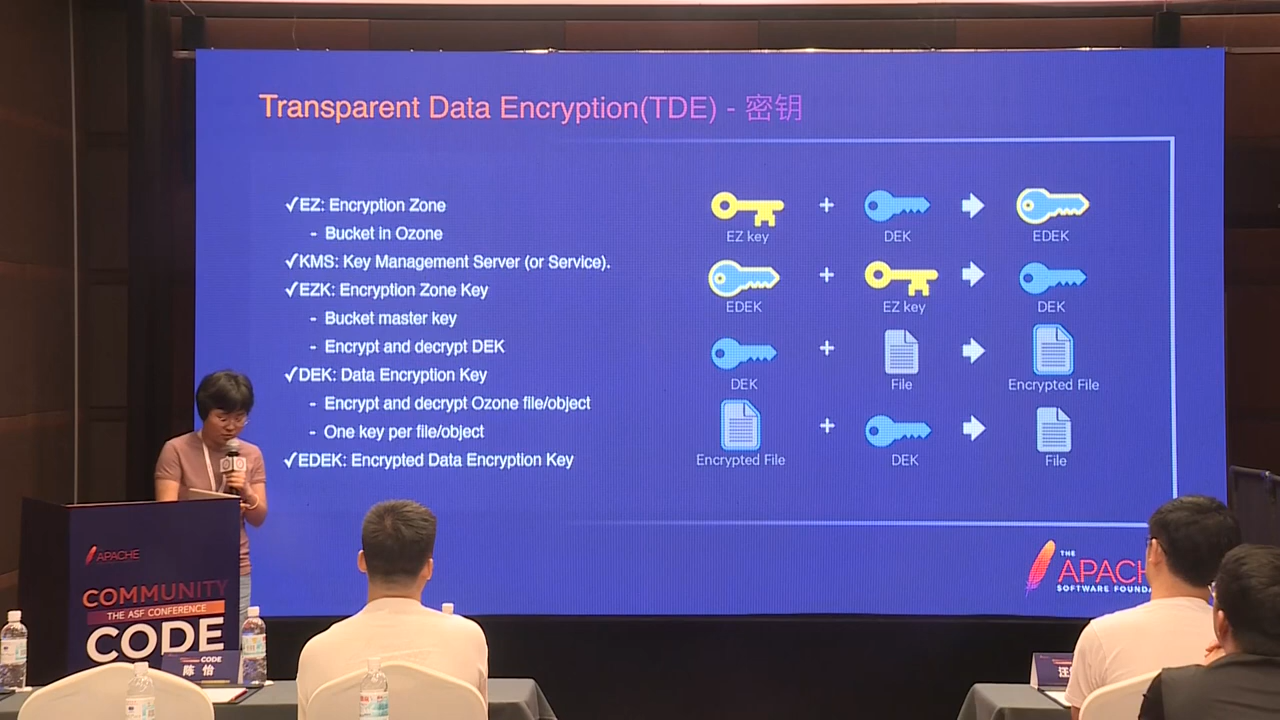 Transparent Data Encryption(TDE) - 密钥
✓EZ: Encryption Zone
- Bucket in Ozone
✓KMS: Key Management Server (or Service).
✓EZK: Encryption Zone Key
- Bucket master key
- Encrypt and decrypt DEK
✓DEK: Data Encryption Key
- Encrypt and decrypt Ozone file/object
- One key per file/object
✓EDEK: Encrypted Data Encryption Key
EZ key + DEK EDEK
EDEK + EZ key DEK
DEK + File Encrypted File
Encrypted File + DEK File
THE
APACH
SOFTWARE FOUNDA
APACHE
COMMUNITY
THE ASF CONFERENCE
CODE
CODE
陈 怡
汪